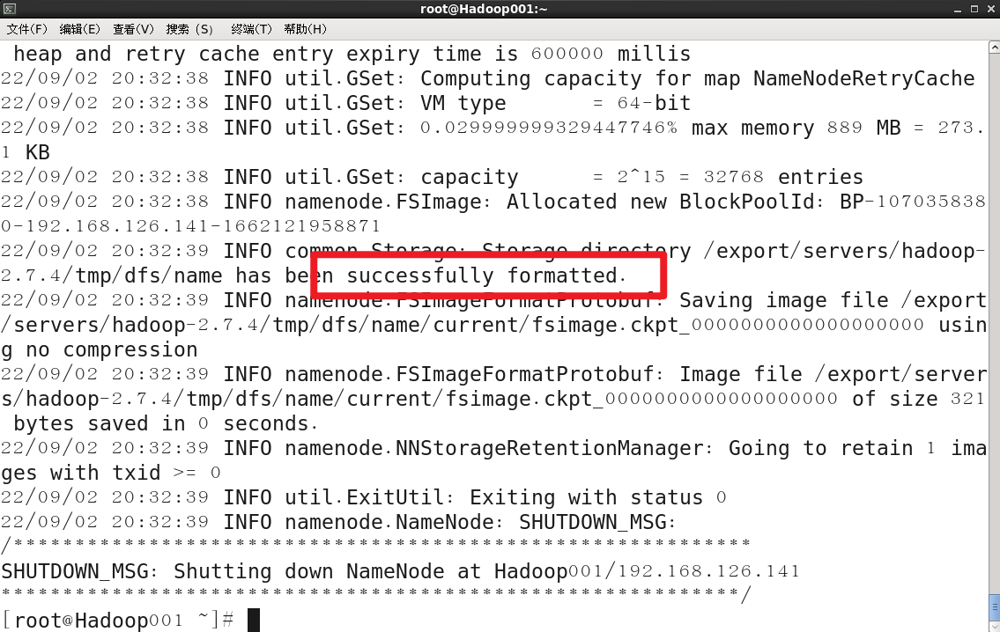 root@Hadoop001:~
文件(F) 编辑(E) 查看(V) 搜索 (S) 终端(T) 帮助(H)
heap and retry cache entry expiry time is 600000 millis
22/09/02 20:32:38 INFO util.GSet: Computing capacity for map NameNodeRetryCache
22/09/02 20:32:38 INFO util.GSet: VM type       = 64-bit
22/09/02 20:32:38 INFO util.GSet: 0.029999999329447746% max memory 889 MB = 273.
1 KB
22/09/02 20:32:38 INFO util.GSet: capacity      = 2^15 = 32768 entries
22/09/02 20:32:38 INFO namenode.FSImage: Allocated new BlockPoolId: BP-107035838
0-192.168.126.141-1662121958871
22/09/02 20:32:39 INFO common.Storage: Storage directory /export/servers/hadoop-
2.7.4/tmp/dfs/name has been successfully formatted.
22/09/02 20:32:39 INFO namenode.FSImageFormatProtobuf: Saving image file /export
/servers/hadoop-2.7.4/tmp/dfs/name/current/fsimage.ckpt_0000000000000000000 usin
g no compression
22/09/02 20:32:39 INFO namenode.FSImageFormatProtobuf: Image file /export/server
s/hadoop-2.7.4/tmp/dfs/name/current/fsimage.ckpt_0000000000000000000 of size 321
bytes saved in 0 seconds.
22/09/02 20:32:39 INFO namenode.NNStorageRetentionManager: Going to retain 1 ima
ges with txid >= 0
22/09/02 20:32:39 INFO util.ExitUtil: Exiting with status 0
22/09/02 20:32:39 INFO namenode.NameNode: SHUTDOWN_MSG:
/************************************************************
SHUTDOWN_MSG: Shutting down NameNode at Hadoop001/192.168.126.141
************************************************************/
[root@Hadoop001 ~]#